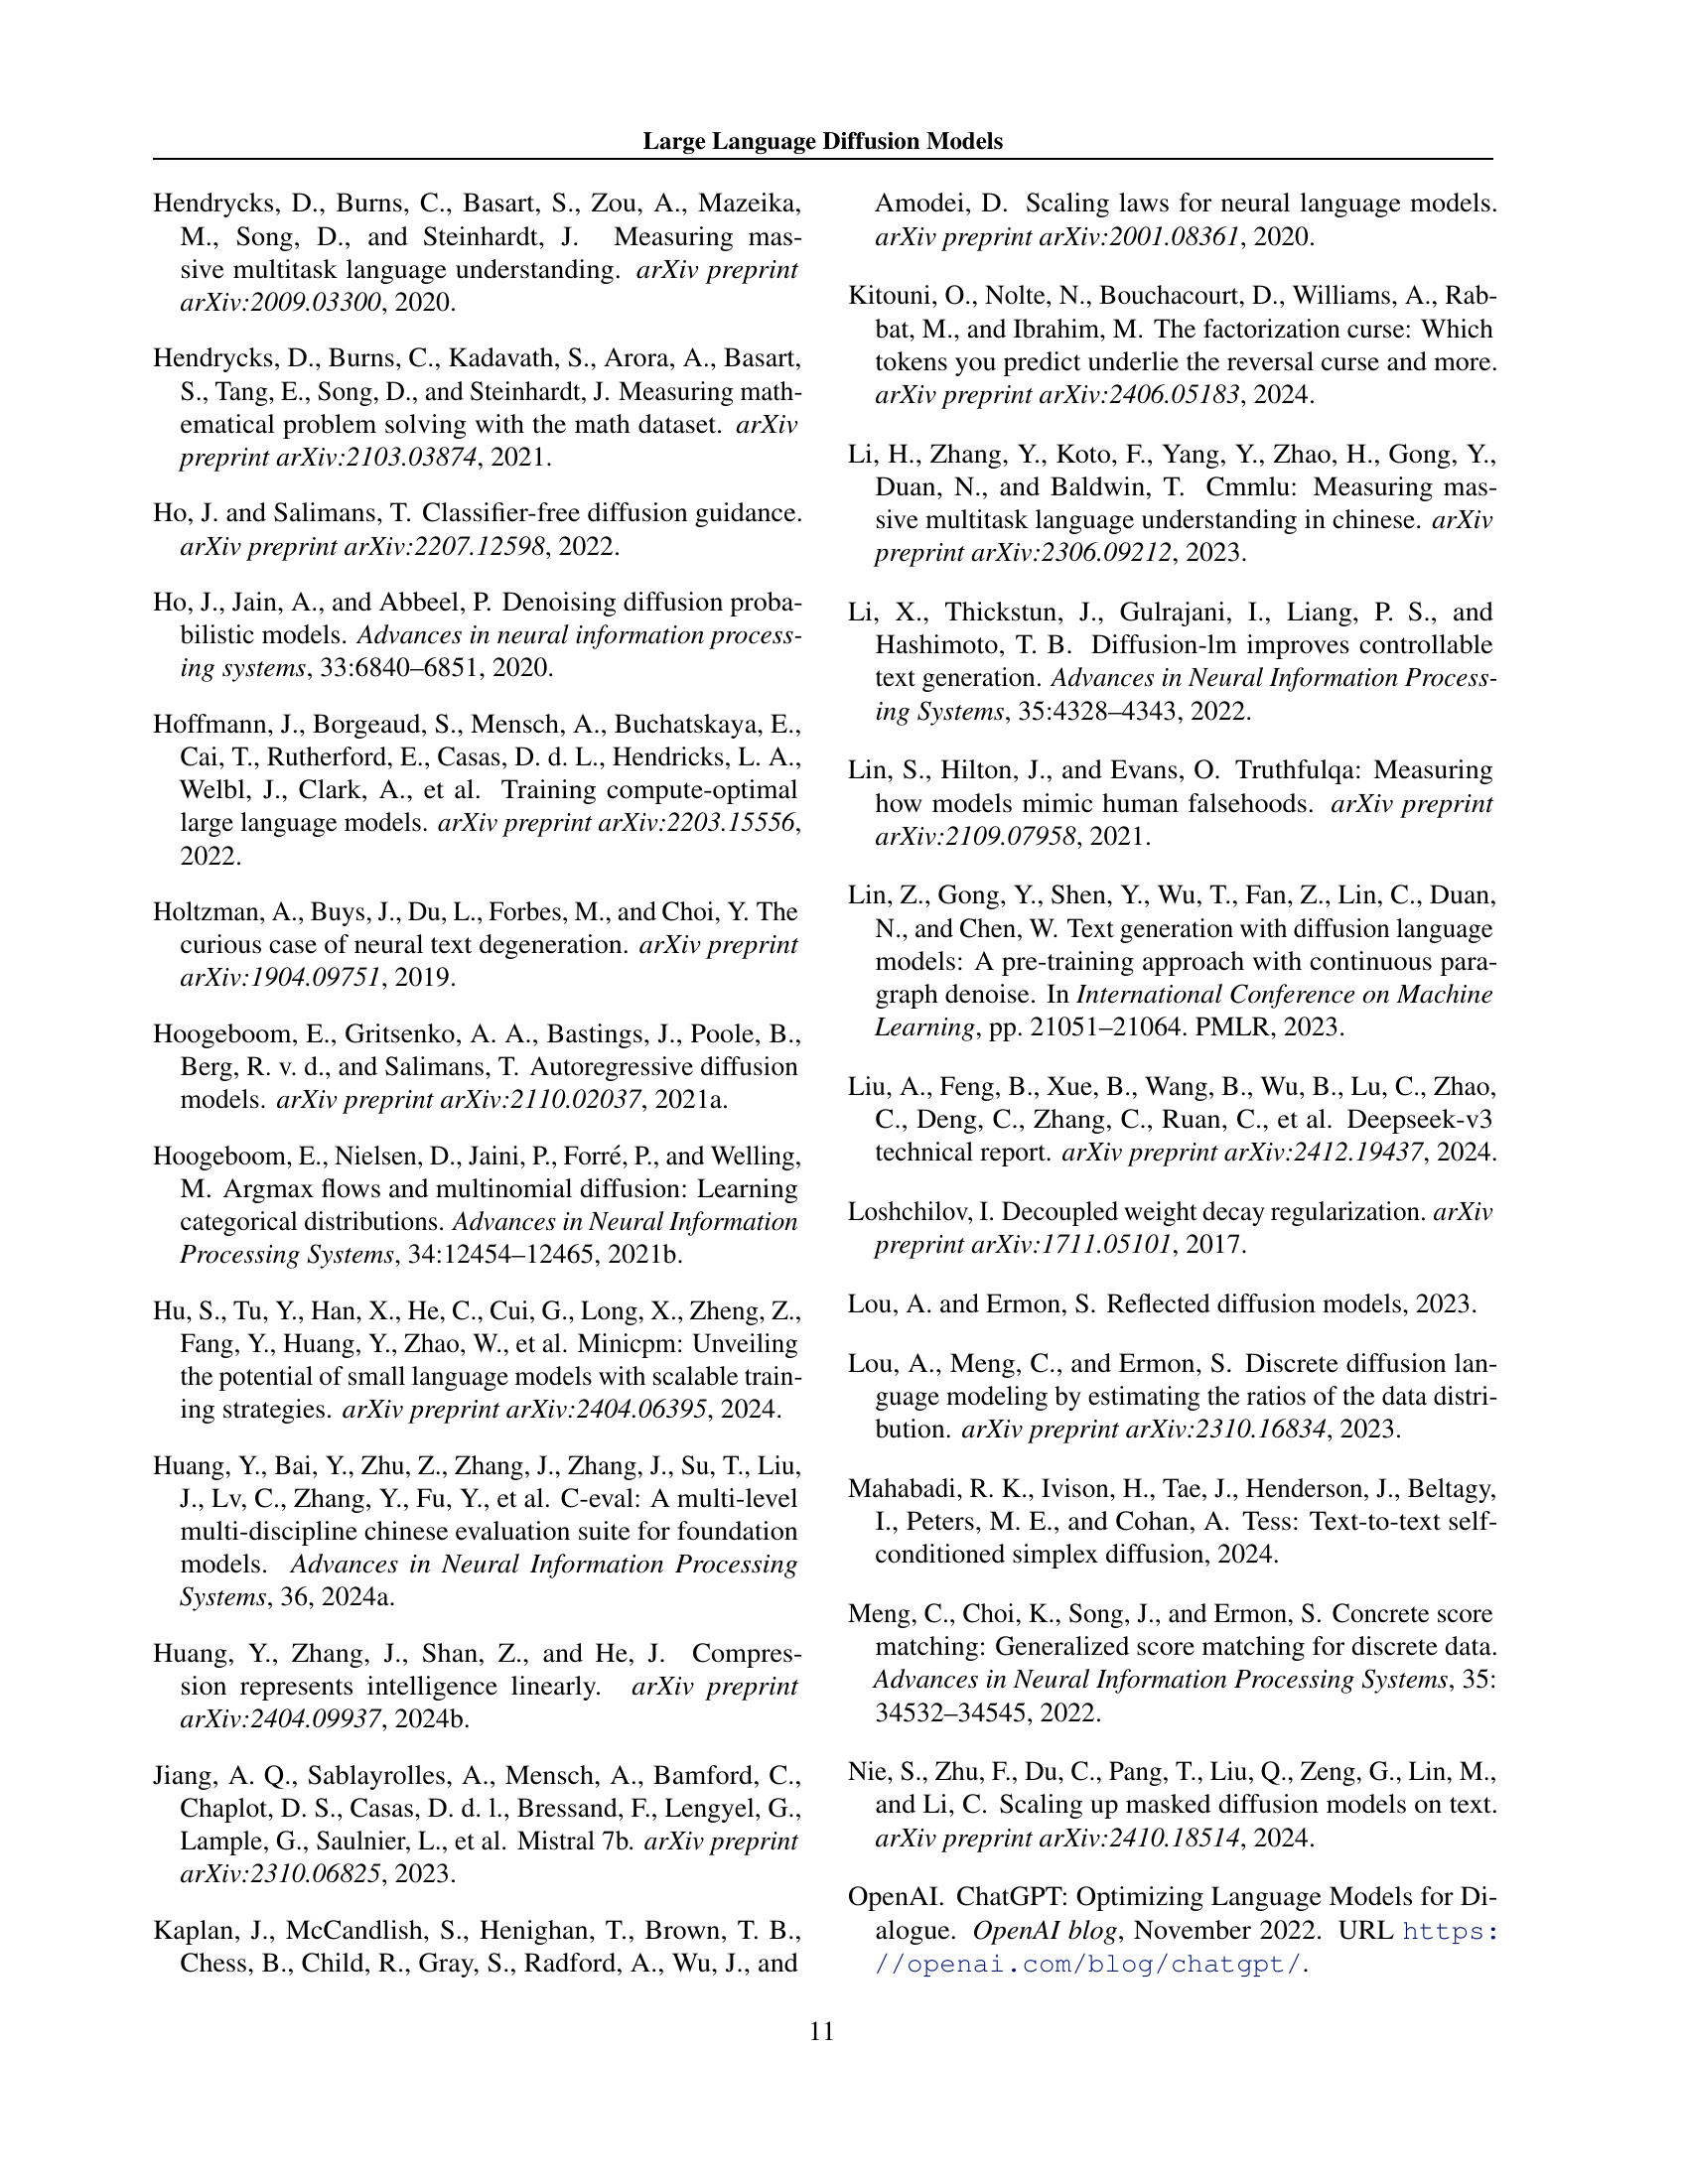 Large Language Diffusion Models
Hendrycks, D., Burns, C., Basart, S., Zou, A., Mazeika,
M., Song, D., and Steinhardt, J. Measuring mas-
sive multitask language understanding. arXiv preprint
arXiv:2009.03300, 2020.
Hendrycks, D., Burns, C., Kadavath, S., Arora, A., Basart,
S., Tang, E., Song, D., and Steinhardt, J. Measuring math-
ematical problem solving with the math dataset. arXiv
preprint arXiv:2103.03874, 2021.
Ho, J. and Salimans, T. Classifier-free diffusion guidance.
arXiv preprint arXiv:2207.12598, 2022.
Ho, J., Jain, A., and Abbeel, P. Denoising diffusion proba-
bilistic models. Advances in neural information process-
ing systems, 33:6840–6851, 2020.
Hoffmann, J., Borgeaud, S., Mensch, A., Buchatskaya, E.,
Cai, T., Rutherford, E., Casas, D. d. L., Hendricks, L. A.,
Welbl, J., Clark, A., et al. Training compute-optimal
large language models. arXiv preprint arXiv:2203.15556,
2022.
Holtzman, A., Buys, J., Du, L., Forbes, M., and Choi, Y. The
curious case of neural text degeneration. arXiv preprint
arXiv:1904.09751, 2019.
Hoogeboom, E., Gritsenko, A. A., Bastings, J., Poole, B.,
Berg, R. v. d., and Salimans, T. Autoregressive diffusion
models. arXiv preprint arXiv:2110.02037, 2021a.
Hoogeboom, E., Nielsen, D., Jaini, P., Forré, P., and Welling,
M. Argmax flows and multinomial diffusion: Learning
categorical distributions. Advances in Neural Information
Processing Systems, 34:12454–12465, 2021b.
Hu, S., Tu, Y., Han, X., He, C., Cui, G., Long, X., Zheng, Z.,
Fang, Y., Huang, Y., Zhao, W., et al. Minicpm: Unveiling
the potential of small language models with scalable train-
ing strategies. arXiv preprint arXiv:2404.06395, 2024.
Huang, Y., Bai, Y., Zhu, Z., Zhang, J., Zhang, J., Su, T., Liu,
J., Lv, C., Zhang, Y., Fu, Y., et al. C-eval: A multi-level
multi-discipline chinese evaluation suite for foundation
models. Advances in Neural Information Processing
Systems, 36, 2024a.
Huang, Y., Zhang, J., Shan, Z., and He, J. Compres-
sion represents intelligence linearly. arXiv preprint
arXiv:2404.09937, 2024b.
Jiang, A. Q., Sablayrolles, A., Mensch, A., Bamford, C.,
Chaplot, D. S., Casas, D. d. l., Bressand, F., Lengyel, G.,
Lample, G., Saulnier, L., et al. Mistral 7b. arXiv preprint
arXiv:2310.06825, 2023.
Kaplan, J., McCandlish, S., Henighan, T., Brown, T. B.,
Chess, B., Child, R., Gray, S., Radford, A., Wu, J., and
Amodei, D. Scaling laws for neural language models.
arXiv preprint arXiv:2001.08361, 2020.
Kitouni, O., Nolte, N., Bouchacourt, D., Williams, A., Rab-
bat, M., and Ibrahim, M. The factorization curse: Which
tokens you predict underlie the reversal curse and more.
arXiv preprint arXiv:2406.05183, 2024.
Li, H., Zhang, Y., Koto, F., Yang, Y., Zhao, H., Gong, Y.,
Duan, N., and Baldwin, T. Cmmlu: Measuring mas-
sive multitask language understanding in chinese. arXiv
preprint arXiv:2306.09212, 2023.
Li, X., Thickstun, J., Gulrajani, I., Liang, P. S., and
Hashimoto, T. B. Diffusion-lm improves controllable
text generation. Advances in Neural Information Process-
ing Systems, 35:4328–4343, 2022.
Lin, S., Hilton, J., and Evans, O. Truthfulqa: Measuring
how models mimic human falsehoods. arXiv preprint
arXiv:2109.07958, 2021.
Lin, Z., Gong, Y., Shen, Y., Wu, T., Fan, Z., Lin, C., Duan,
N., and Chen, W. Text generation with diffusion language
models: A pre-training approach with continuous para-
graph denoise. In International Conference on Machine
Learning, pp. 21051–21064. PMLR, 2023.
Liu, A., Feng, B., Xue, B., Wang, B., Wu, B., Lu, C., Zhao,
C., Deng, C., Zhang, C., Ruan, C., et al. Deepseek-v3
technical report. arXiv preprint arXiv:2412.19437, 2024.
Loshchilov, I. Decoupled weight decay regularization. arXiv
preprint arXiv:1711.05101, 2017.
Lou, A. and Ermon, S. Reflected diffusion models, 2023.
Lou, A., Meng, C., and Ermon, S. Discrete diffusion lan-
guage modeling by estimating the ratios of the data distri-
bution. arXiv preprint arXiv:2310.16834, 2023.
Mahabadi, R. K., Ivison, H., Tae, J., Henderson, J., Beltagy,
I., Peters, M. E., and Cohan, A. Tess: Text-to-text self-
conditioned simplex diffusion, 2024.
Meng, C., Choi, K., Song, J., and Ermon, S. Concrete score
matching: Generalized score matching for discrete data.
Advances in Neural Information Processing Systems, 35:
34532–34545, 2022.
Nie, S., Zhu, F., Du, C., Pang, T., Liu, Q., Zeng, G., Lin, M.,
and Li, C. Scaling up masked diffusion models on text.
arXiv preprint arXiv:2410.18514, 2024.
OpenAI. ChatGPT: Optimizing Language Models for Di-
alogue. OpenAI blog, November 2022. URL https:
//openai.com/blog/chatgpt/.
11